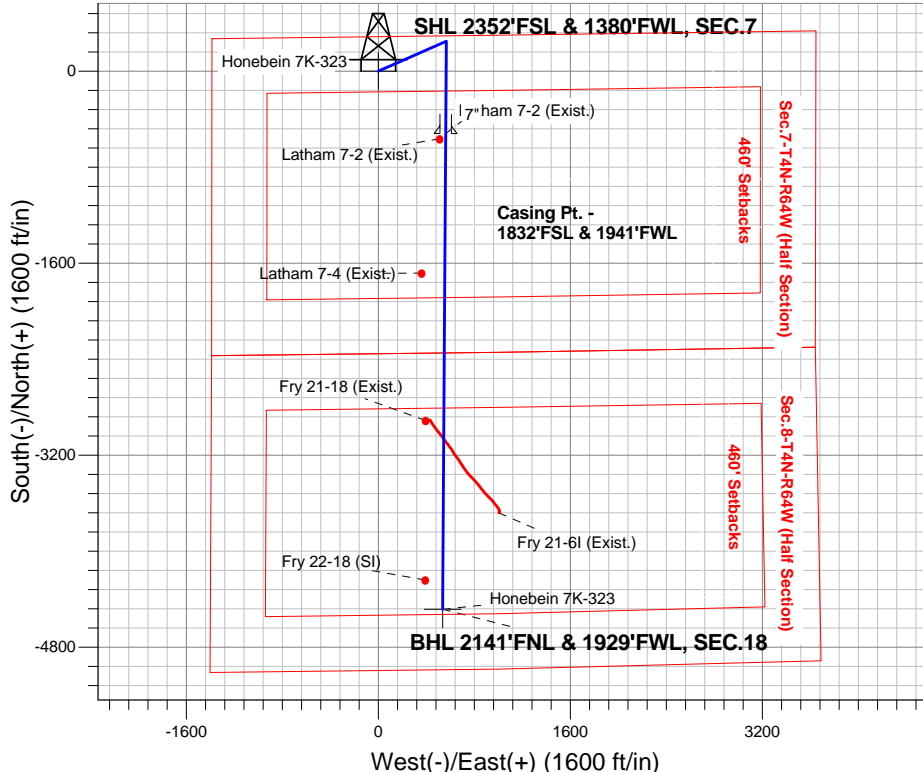 SHL 2352'FSL & 1380'FWL, SEC.7
Honebein 7K-323
0
7" ham 7-2 (Exist.)
Latham 7-2 (Exist.)
Casing Pt. -
1832'FSL & 1941'FWL
460' Setbacks
Sec.7-T4N-R64W (Half Section)
-1600
Latham 7-4 (Exist.)
South(-)/North(+) (1600 ft/in)
Fry 21-18 (Exist.)
-3200
460' Setbacks
Sec.8-T4N-R64W (Half Section)
Fry 21-6I (Exist.)
Fry 22-18 (SI)
Honebein 7K-323
BHL 2141'FNL & 1929'FWL, SEC.18
-4800
-1600
0
1600
3200
West(-)/East(+) (1600 ft/in)